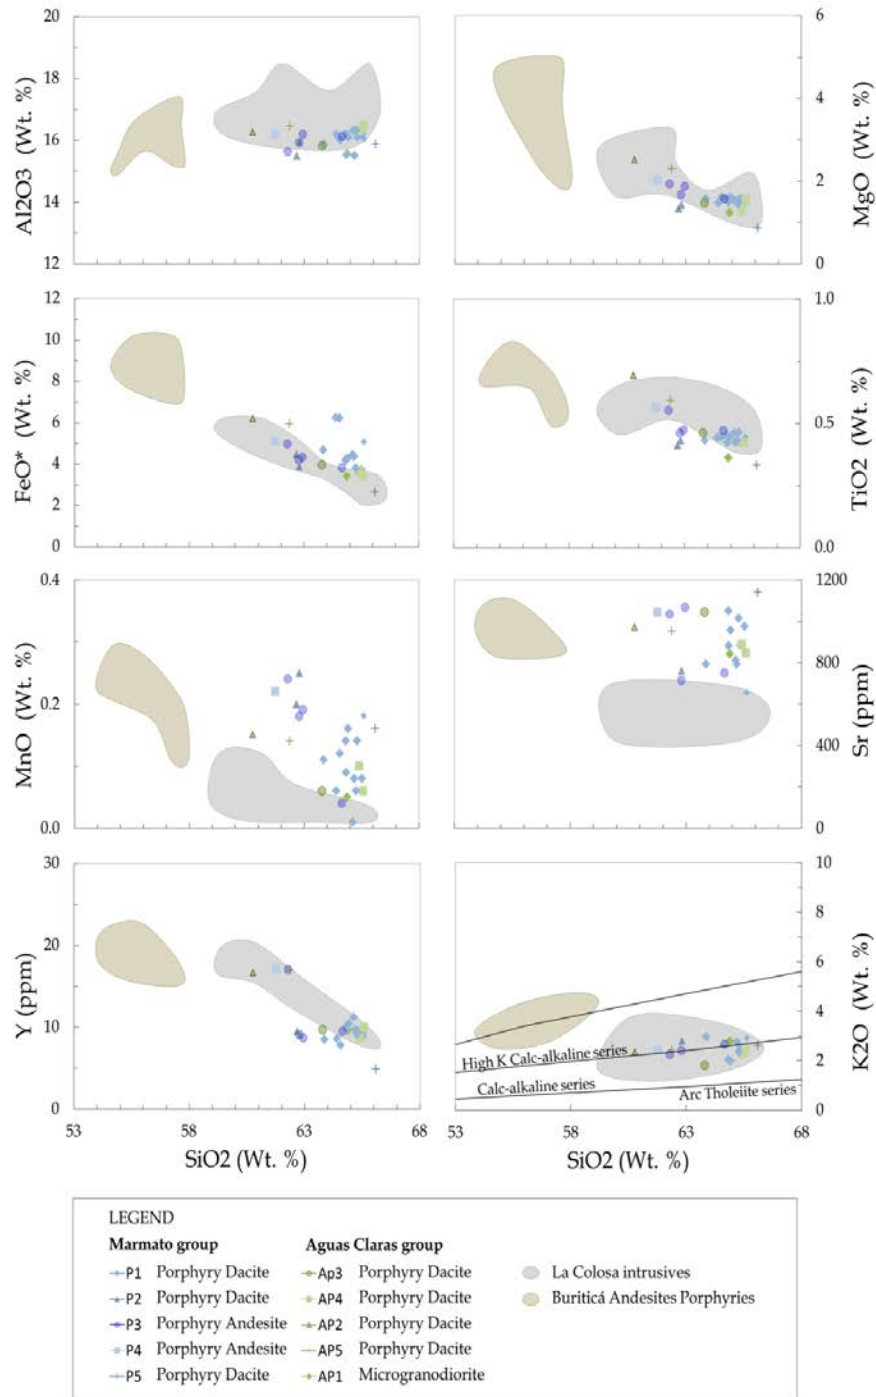 20
18
16
14
12
Al2O3 (Wt. %)
6
4
2
0
MgO (Wt. %)
12
10
8
6
4
2
0
FeO* (Wt. %)
1.0
0.5
0.0
TiO2 (Wt. %)
0.4
0.2
0.0
MnO (Wt. %)
1200
800
400
0
Sr (ppm)
30
20
10
0
Y (ppm)
53
58
63
68
SiO2 (Wt. %)
10
8
6
4
2
0
K2O (Wt. %)
High K Calc-alkaline series
Calc-alkaline series
Arc Tholeiite series
53
58
63
68
SiO2 (Wt. %)
LEGEND
Marmato group
P1 Porphyry Dacite
P2 Porphyry Dacite
P3 Porphyry Andesite
P4 Porphyry Andesite
P5 Porphyry Dacite
Aguas Claras group
Ap3 Porphyry Dacite
AP4 Porphyry Dacite
AP2 Porphyry Dacite
AP5 Porphyry Dacite
AP1 Microgranodiorite
La Colosa intrusives
Buriticá Andesites Porphyries